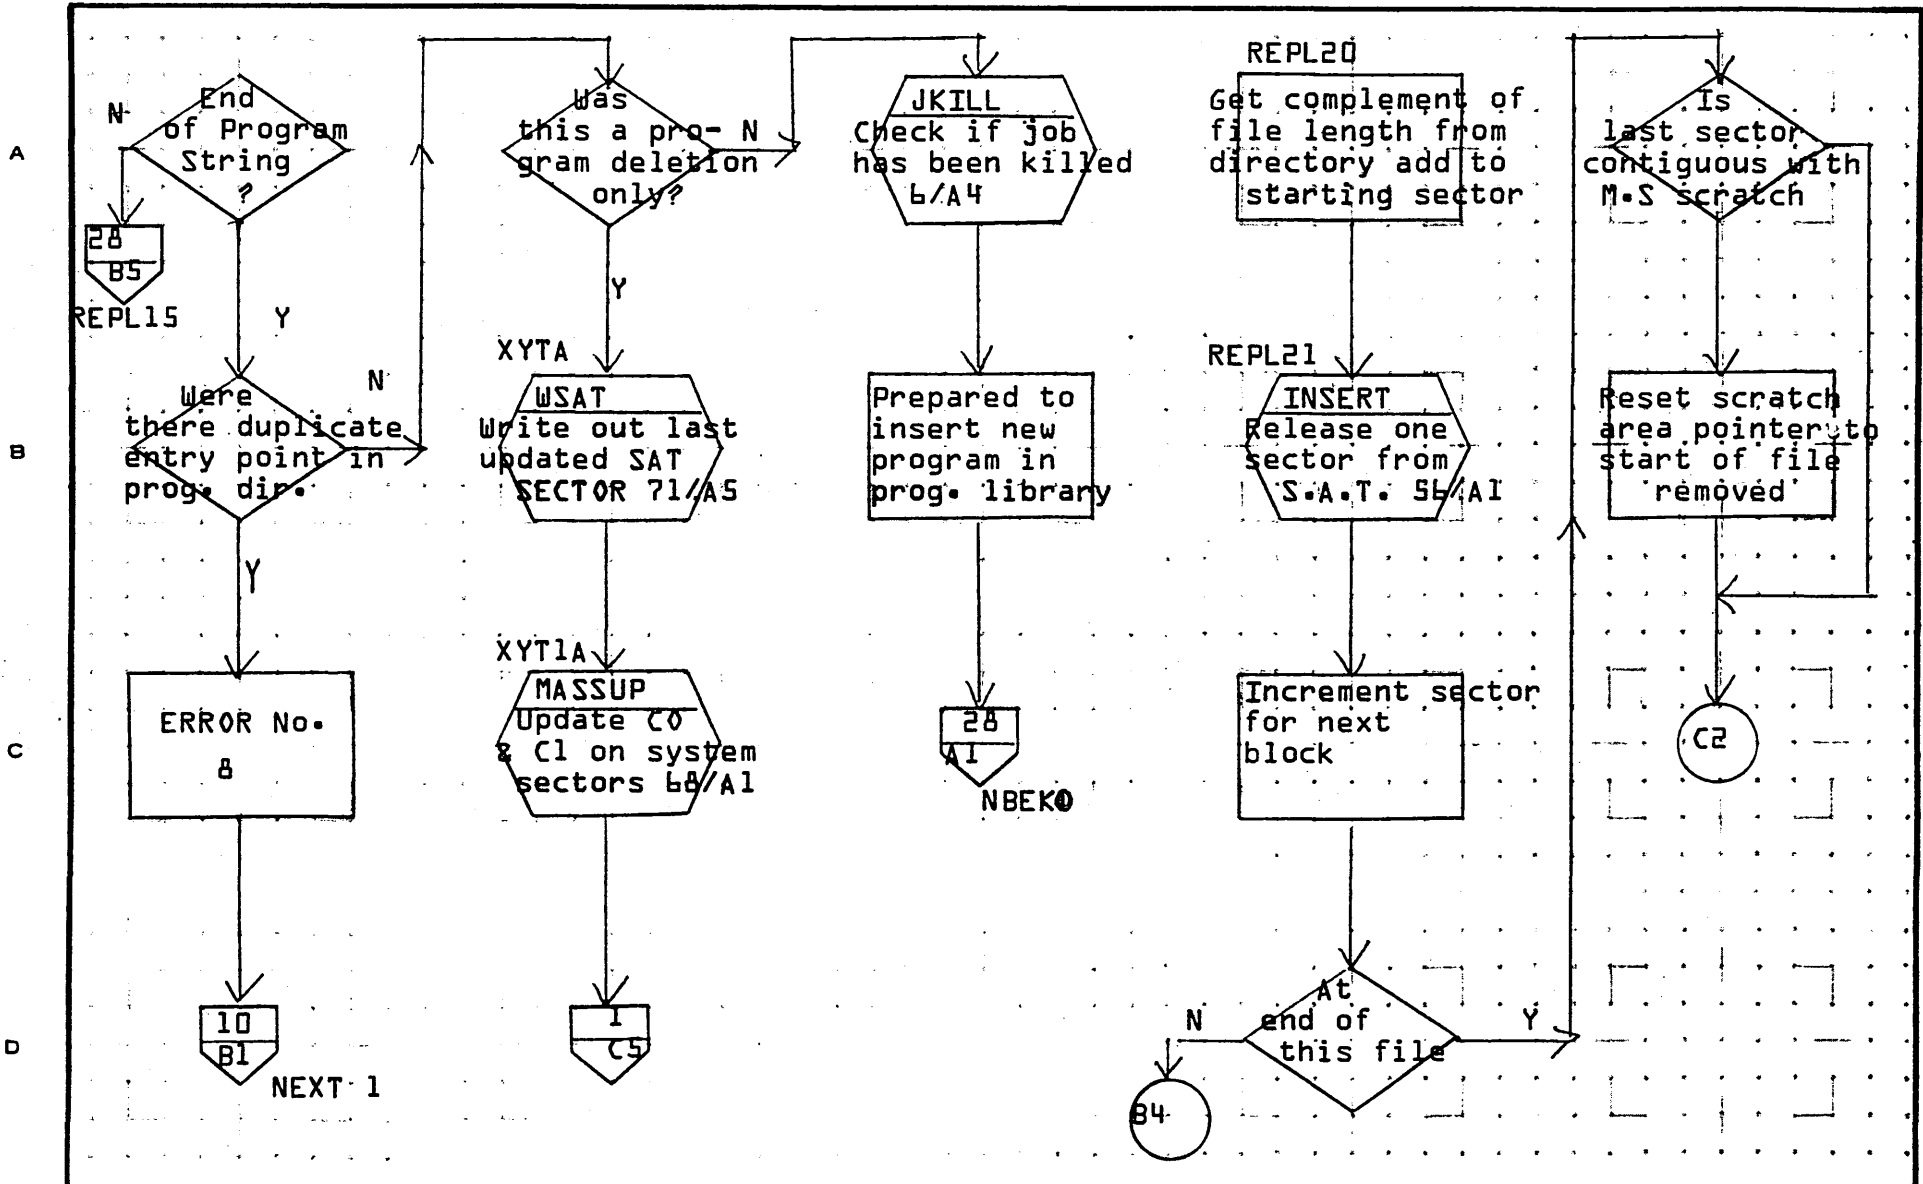 A
B
C
D
N
End
of Program
String
?
28
B5
REPL15
Y
Were
there duplicate
entry point in
prog. dir.
N
Y
ERROR No.
8
10
B1
NEXT 1
Was
this a pro-
gram deletion
only?
N
Y
XYTA
WSAT
Write out last
updated SAT
SECTOR 71/A5
XYT1A
MASSUP
Update C0
& C1 on system
sectors 68/A1
1
C5
JKILL
Check if job
has been killed
6/A4
Prepared to
insert new
program in
prog. library
28
A1
REPL20
Get complement of
file length from
directory add to
starting sector
REPL21
INSERT
Release one
sector from
S.A.T. 56/A1
Increment sector
for next
block
At
end of
this file
N
Y
B4
Is
last sector
contiguous with
M.S scratch
Reset scratch
area pointer to
start of file
removed
C2